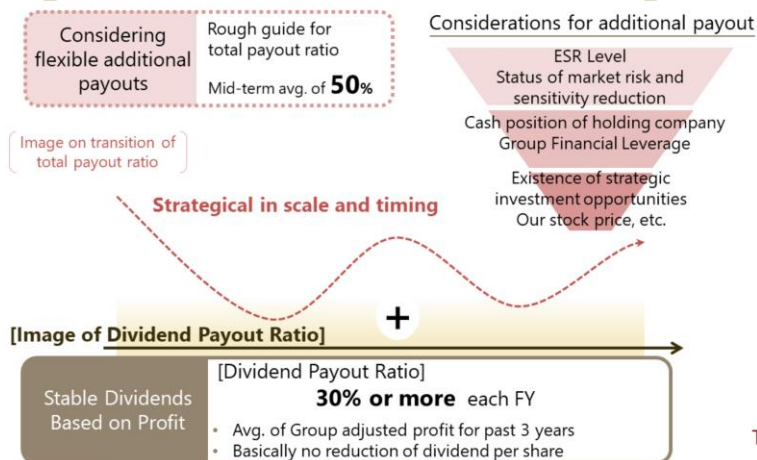 Considering
flexible additional
payouts
Rough guide for
total payout ratio
Mid-term avg. of 50%
Considerations for additional payout
ESR Level
Status of market risk and
sensitivity reduction
Cash position of holding company
Group Financial Leverage
Existence of strategic
investment opportunities
Our stock price, etc.
Image on transition of
total payout ratio
Strategical in scale and timing
+
[Image of Dividend Payout Ratio]
Stable Dividends
Based on Profit
[Dividend Payout Ratio]
30% or more each FY
• Avg. of Group adjusted profit for past 3 years
• Basically no reduction of dividend per share
T